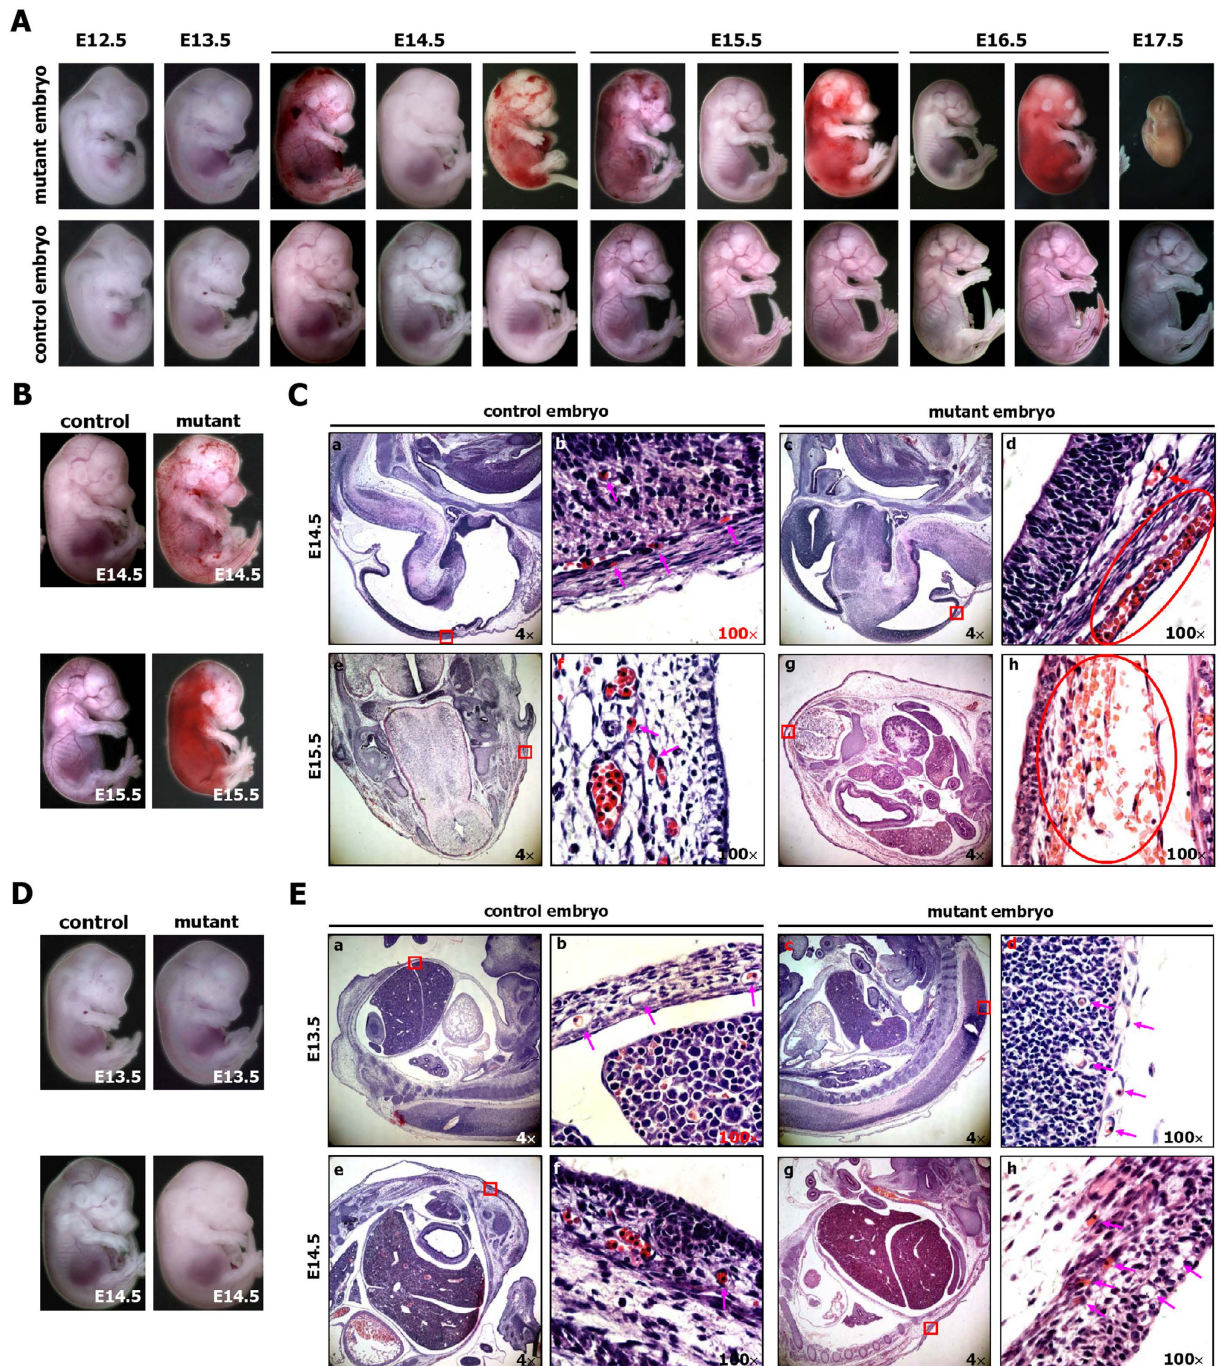 A
E12.5 E13.5 E14.5 E15.5 E16.5 E17.5
mutant embryo
control embryo
B
control mutant
E14.5 E14.5
E15.5 E15.5
C
control embryo mutant embryo
E14.5
a 4× b 100× c 4× d 100×
E15.5
e 4× f 100× g 4× h 100×
D
control mutant
E13.5 E13.5
E14.5 E14.5
E
control embryo mutant embryo
E13.5
a 4× b 100× c 4× d 100×
E14.5
e 4× f 100× g 4× h 100×